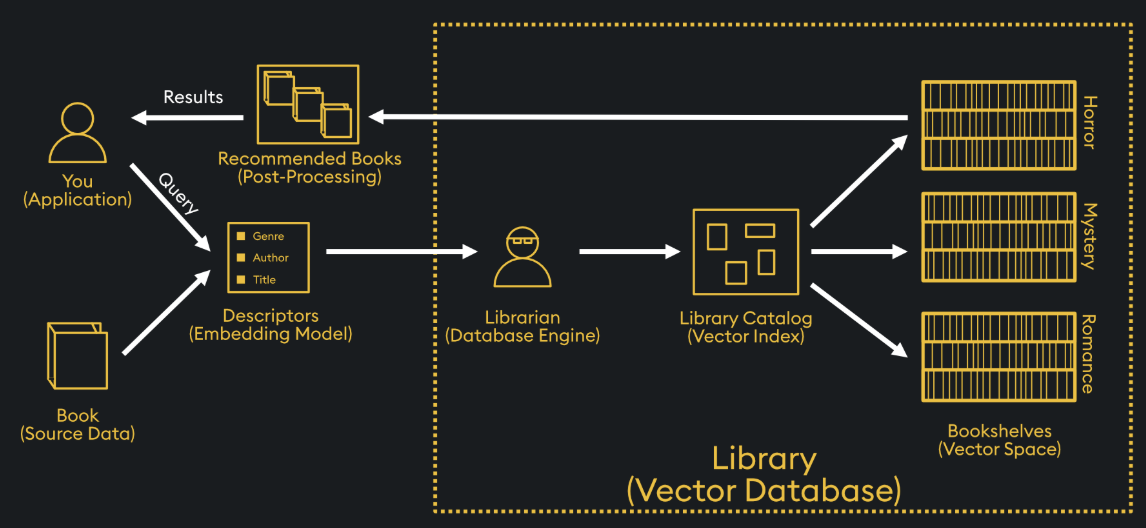 Results
Recommended Books
(Post-Processing)
You
(Application)
Query
Genre
Author
Title
Descriptors
(Embedding Model)
Book
(Source Data)
Librarian
(Database Engine)
Library Catalog
(Vector Index)
Horror
Mystery
Romance
Bookshelves
(Vector Space)
Library
(Vector Database)